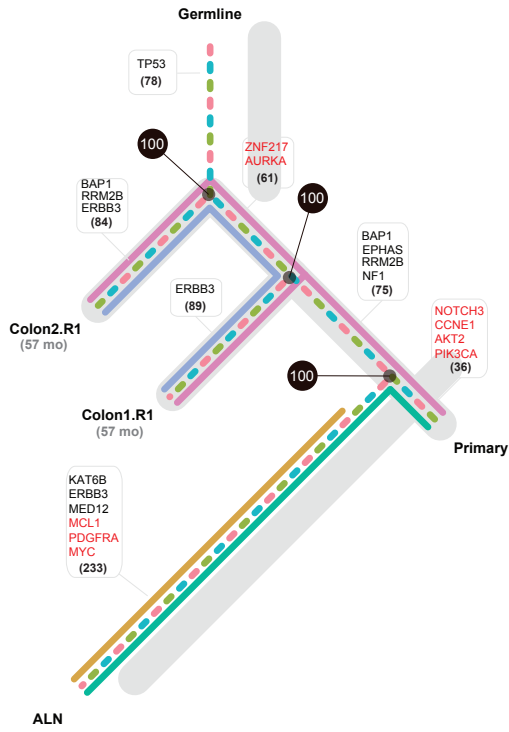 Germline
TP53
(78)
100
ZNF217
AURKA
(61)
100
BAP1
RRM2B
ERBB3
(84)
BAP1
EPHAS
RRM2B
NF1
(75)
ERBB3
(89)
Colon2.R1
(57 mo)
NOTCH3
CCNE1
AKT2
PIK3CA
(36)
100
Colon1.R1
(57 mo)
Primary
KAT6B
ERBB3
MED12
MCL1
PDGFRA
MYC
(233)
ALN